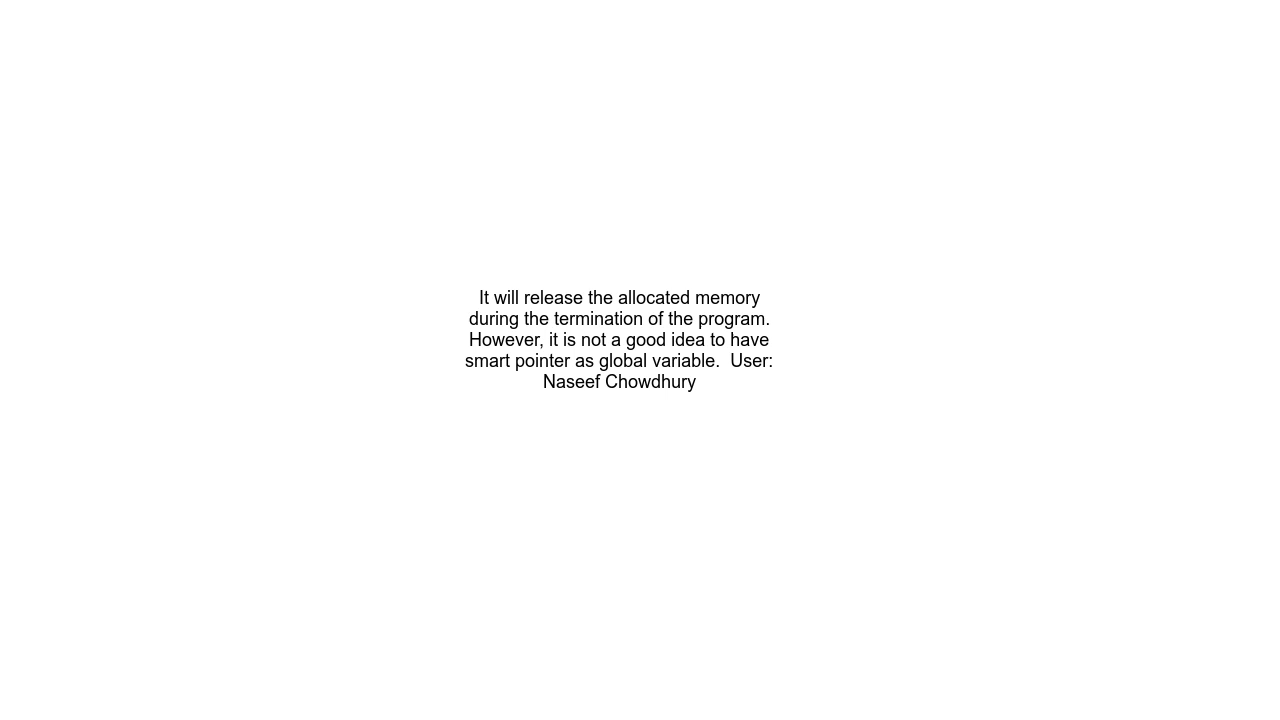 It will release the allocated memory
during the termination of the program.
However, it is not a good idea to have
smart pointer as global variable.  User:
Naseef Chowdhury